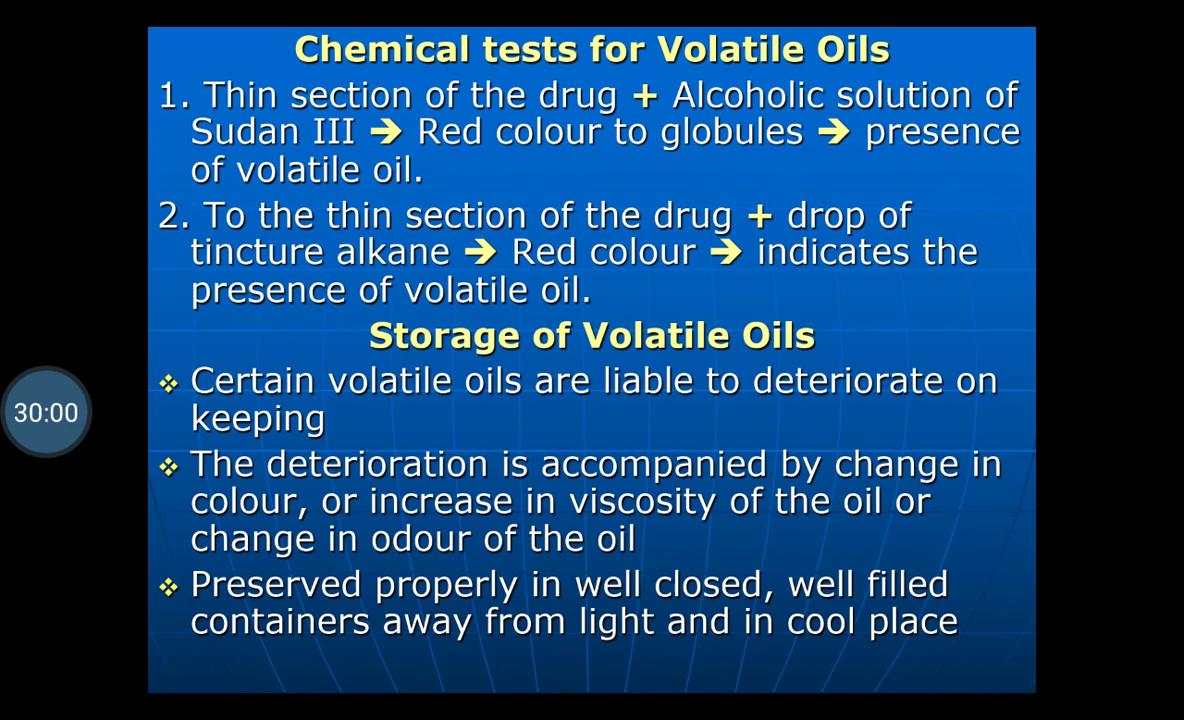 Chemical tests for Volatile Oils
1. Thin section of the drug + Alcoholic solution of
Sudan III ➔ Red colour to globules ➔ presence
of volatile oil.
2. To the thin section of the drug + drop of
tincture alkane ➔ Red colour ➔ indicates the
presence of volatile oil.
Storage of Volatile Oils
❖ Certain volatile oils are liable to deteriorate on
keeping
❖ The deterioration is accompanied by change in
colour, or increase in viscosity of the oil or
change in odour of the oil
❖ Preserved properly in well closed, well filled
containers away from light and in cool place
30:00